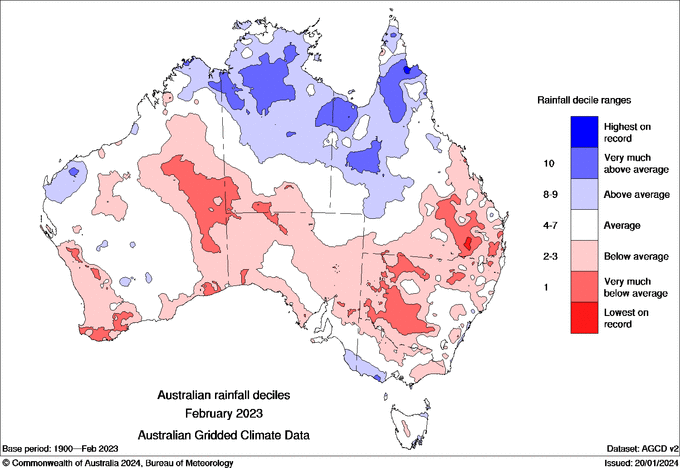 Rainfall decile ranges
Highest on
record
10
Very much
above average
8-9
Above average
4-7
Average
2-3
Below average
1
Very much
below average
Lowest on
record
Australian rainfall deciles
February 2023
Australian Gridded Climate Data
Base period: 1900—Feb 2023
Dataset: AGCD v2
© Commonwealth of Australia 2024, Bureau of Meteorology
Issued: 20/01/2024